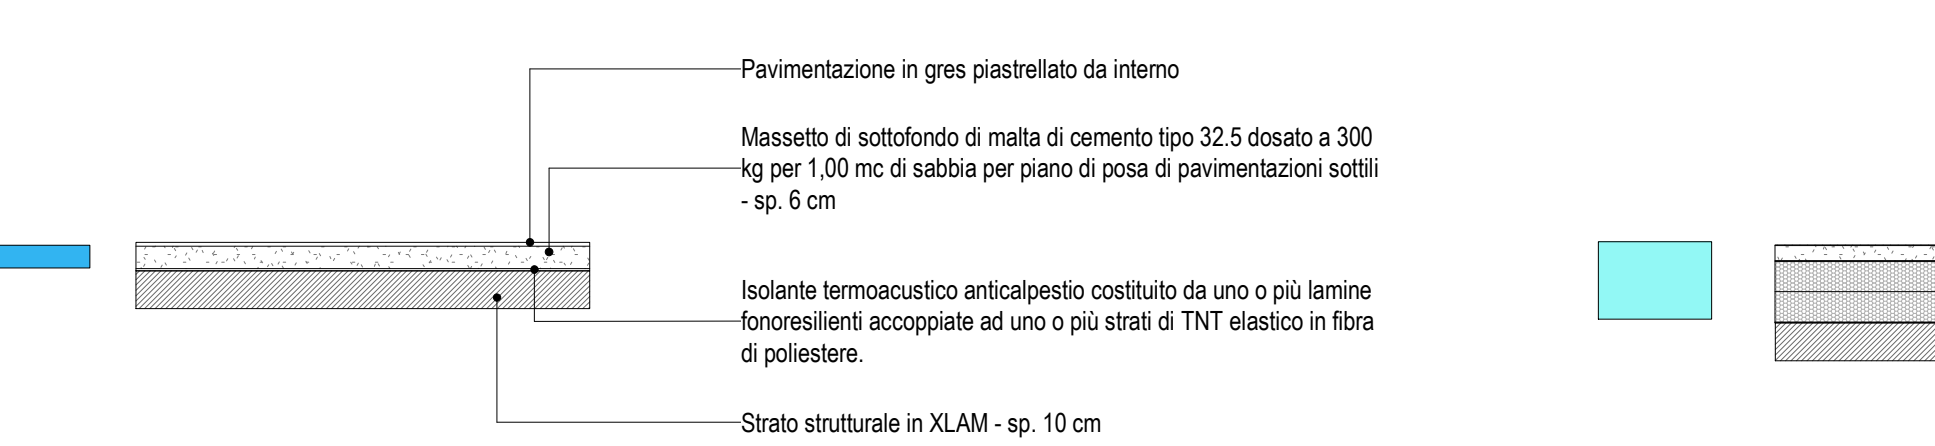 Pavimentazione in gres piastrellato da interno
Massetto di sottofondo di malta di cemento tipo 32.5 dosato a 300
kg per 1,00 mc di sabbia per piano di posa di pavimentazioni sottili
- sp. 6 cm
Isolante termoacustico anticalpestio costituito da uno o più lamine
fonoresilienti accoppiate ad uno o più strati di TNT elastico in fibra
di poliestere.
Strato strutturale in XLAM - sp. 10 cm